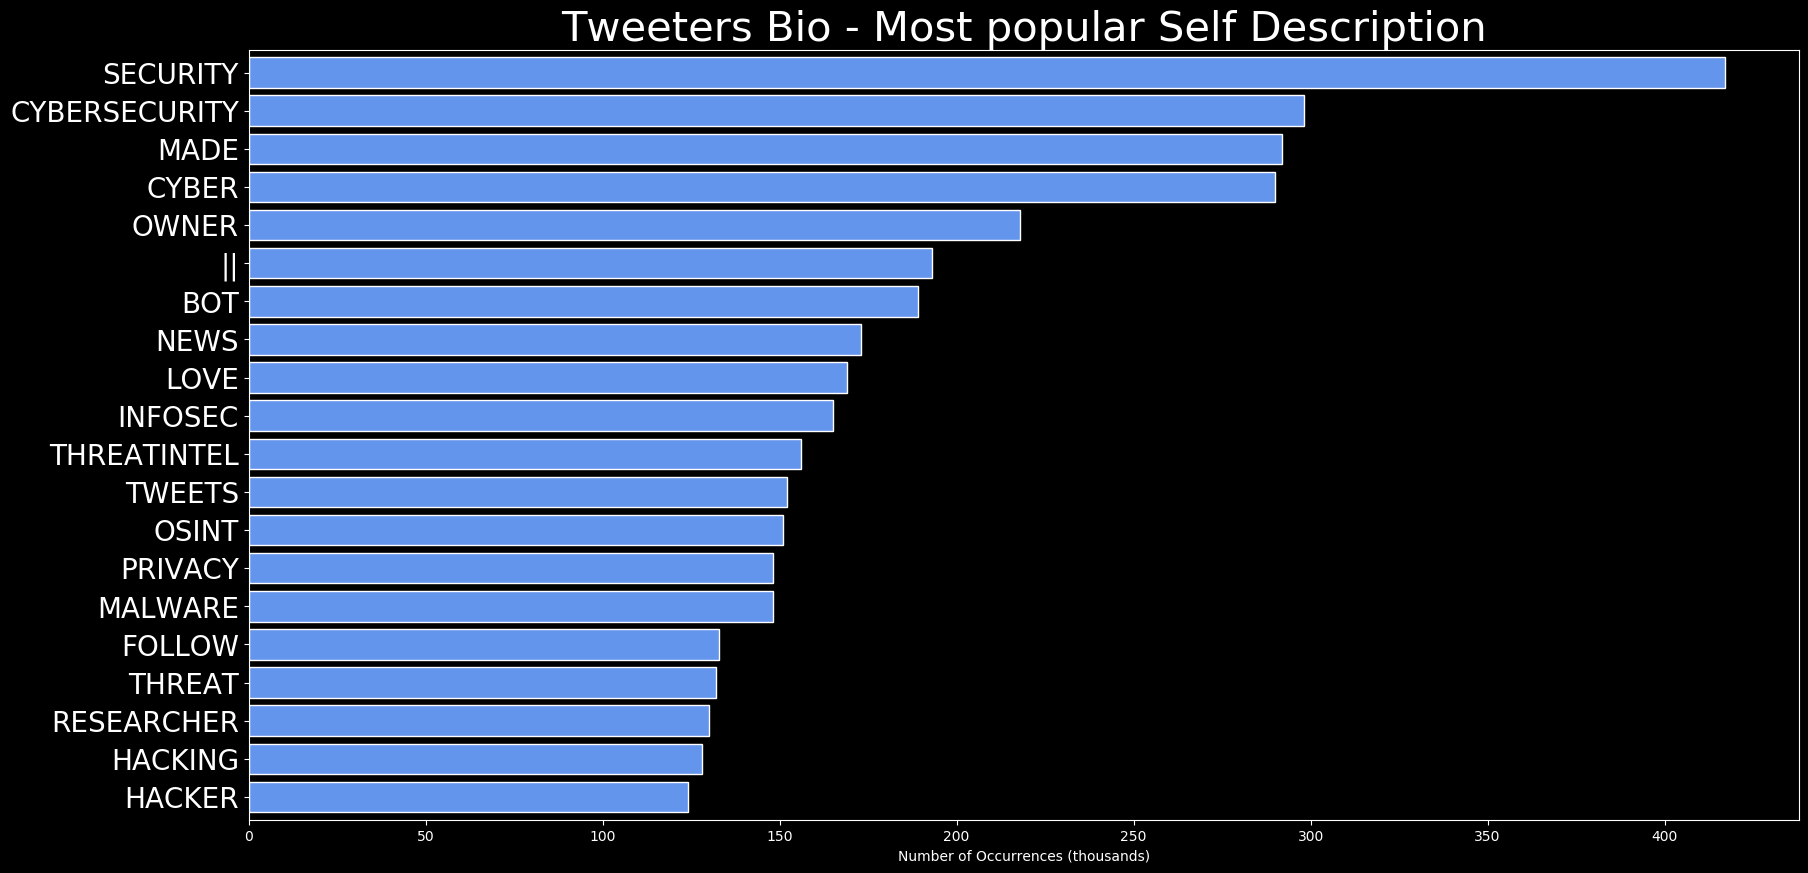 Tweeters Bio - Most popular Self Description
SECURITY
CYBERSECURITY
MADE
CYBER
OWNER
||
BOT
NEWS
LOVE
INFOSEC
THREATINTEL
TWEETS
OSINT
PRIVACY
MALWARE
FOLLOW
THREAT
RESEARCHER
HACKING
HACKER
0 50 100 150 200 250 300 350 400
Number of Occurrences (thousands)